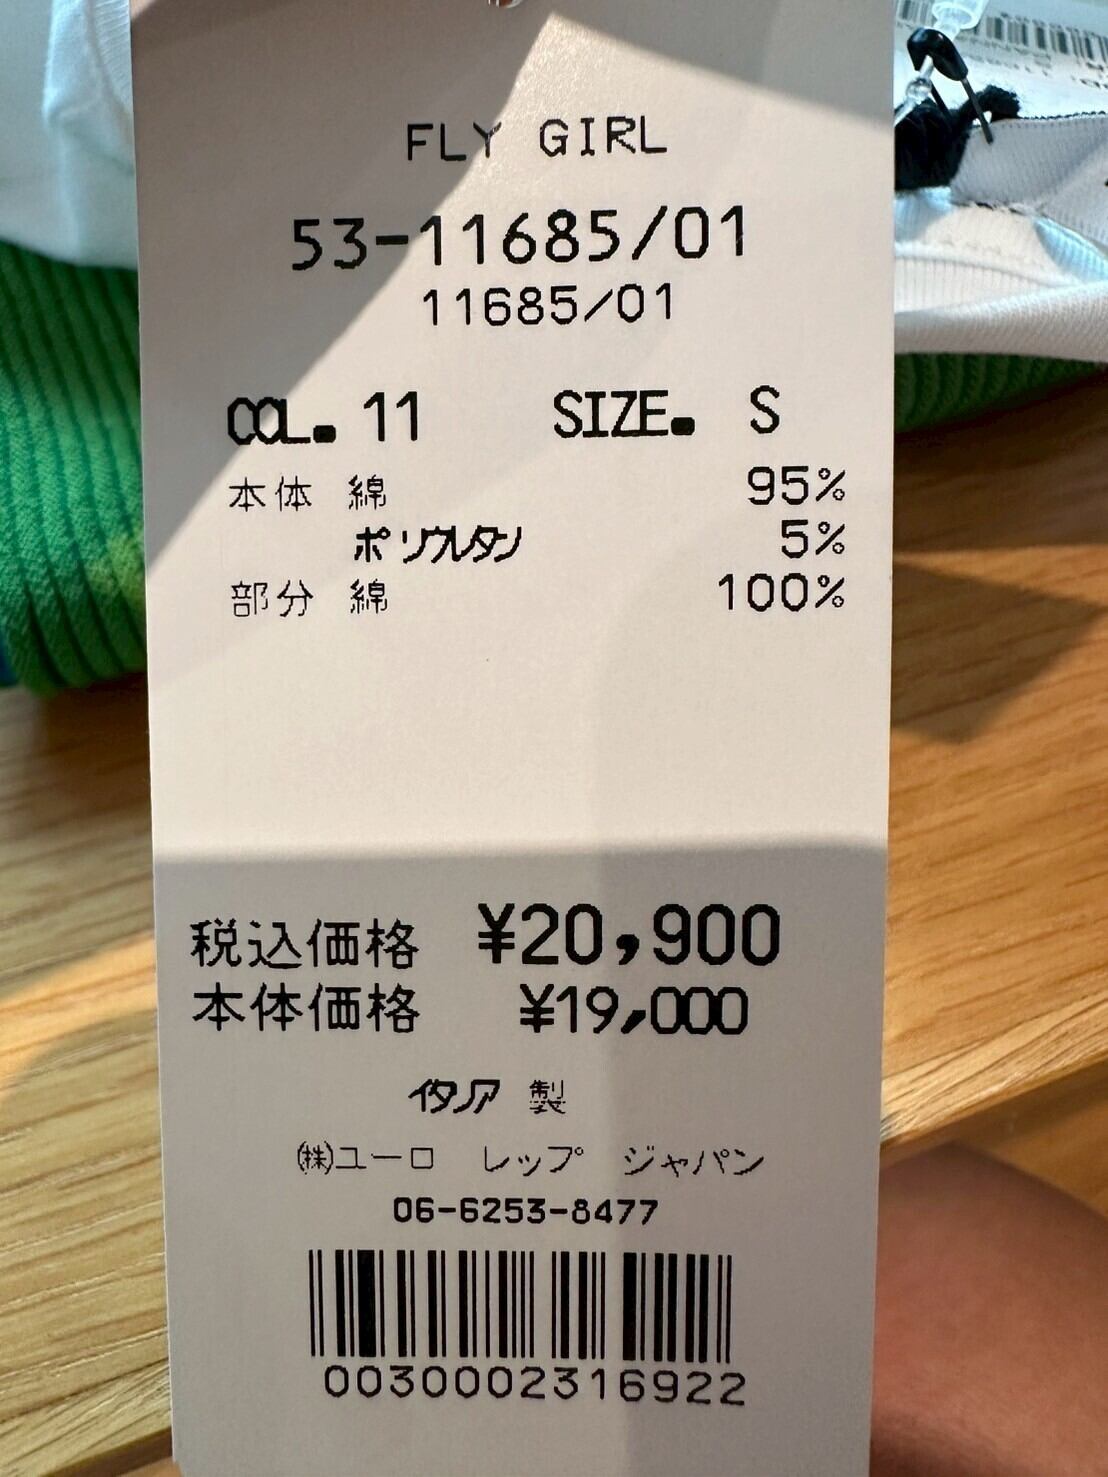 FLY GIRL
53-11685/01
11685/01
COL. 11 SIZE. S
本体 綿 95%
ポリウレタン 5%
部分 綿 100%
税込価格 ¥20,900
本体価格 ¥19,000
イタリア 製
㈱ユーロ レップ ジャパン
06-6253-8477
0030002316922